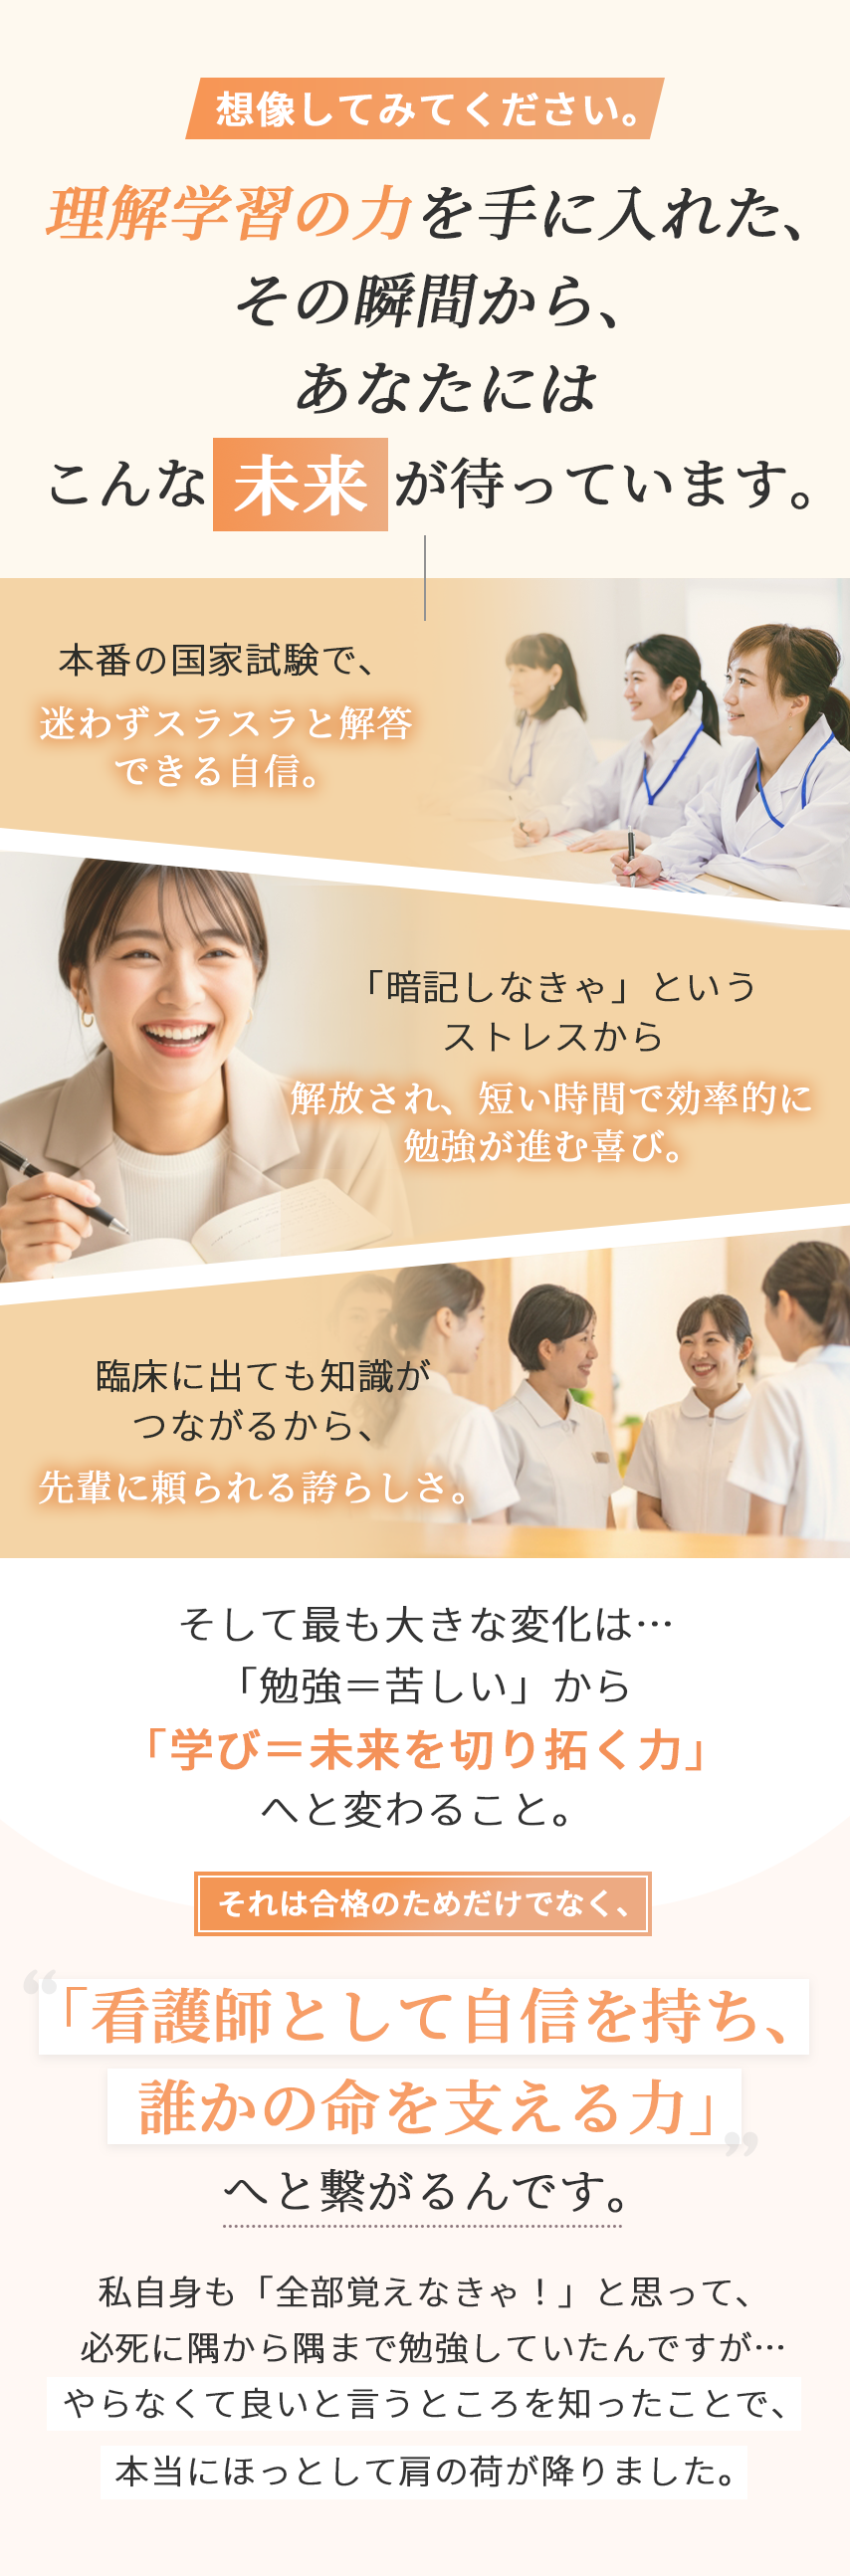 想像してみてください。
理解学習の力を手に入れた、
その瞬間から、
あなたには
こんな未来が待っています。
本番の国家試験で、
迷わずスラスラと解答
できる自信。
「暗記しなきゃ」という
ストレスから
解放され、短い時間で効率的に
勉強が進む喜び。
臨床に出ても知識が
つながるから、
先輩に頼られる誇らしさ。
そして最も大きな変化は…
「勉強＝苦しい」から
「学び＝未来を切り拓く力」
へと変わること。
それは合格のためだけでなく、
“「看護師として自信を持ち、
誰かの命を支える力」”
へと繋がるんです。
私自身も「全部覚えなきゃ！」と思って、
必死に隅から隅まで勉強していたんですが…
やらなくて良いと言うところを知ったことで、
本当にほっとして肩の荷が降りました。